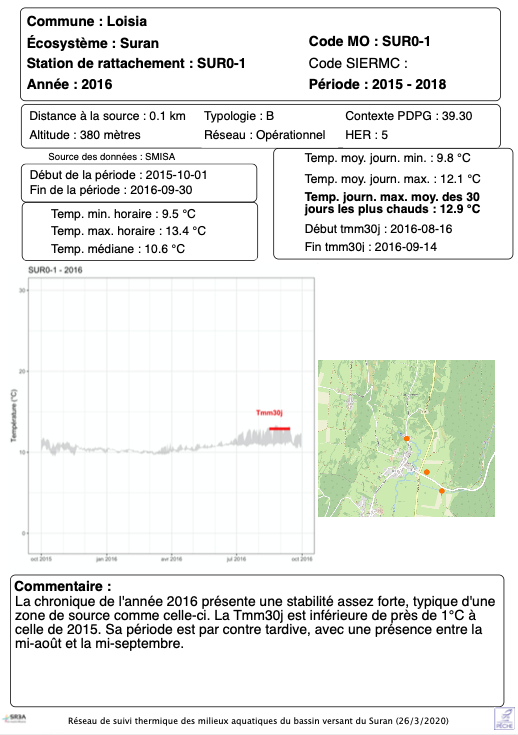 Commune : Loisia
Écosystème : Suran
Station de rattachement : SUR0-1
Année : 2016
Code MO : SUR0-1
Code SIERMC :
Période : 2015 - 2018
Distance à la source : 0.1 km
Typologie : B
Contexte PDPG : 39.30
Altitude : 380 mètres
Réseau : Opérationnel
HER : 5
Source des données : SMISA
Début de la période : 2015-10-01
Fin de la période : 2016-09-30
Temp. min. horaire : 9.5 °C
Temp. max. horaire : 13.4 °C
Temp. médiane : 10.6 °C
Temp. moy. journ. min. : 9.8 °C
Temp. moy. journ. max. : 12.1 °C
Temp. journ. max. moy. des 30
jours les plus chauds : 12.9 °C
Début tmm30j : 2016-08-16
Fin tmm30j : 2016-09-14
SUR0-1 - 2016
Température (°C)
30
20
10
0
Tmm30j
oct 2015
jan 2016
avr 2016
jul 2016
oct 2016
Commentaire :
La chronique de l'année 2016 présente une stabilité assez forte, typique d'une
zone de source comme celle-ci. La Tmm30j est inférieure de près de 1°C à
celle de 2015. Sa période est par contre tardive, avec une présence entre la
mi-août et la mi-septembre.
SR3A
Réseau de suivi thermique des milieux aquatiques du bassin versant du Suran (26/3/2020)
PÊCHE